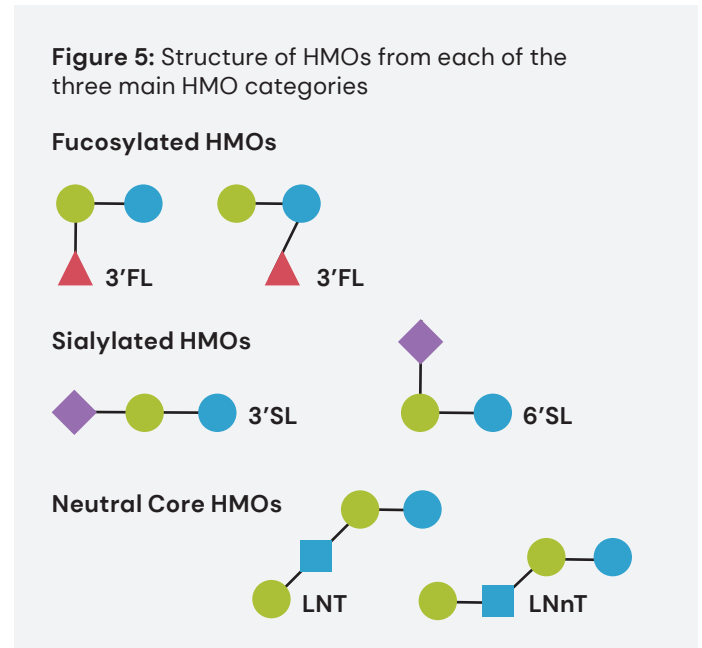 Figure 5: Structure of HMOs from each of the
three main HMO categories
Fucosylated HMOs
3’FL
3’FL
Sialylated HMOs
3’SL
6’SL
Neutral Core HMOs
LNT
LNnT